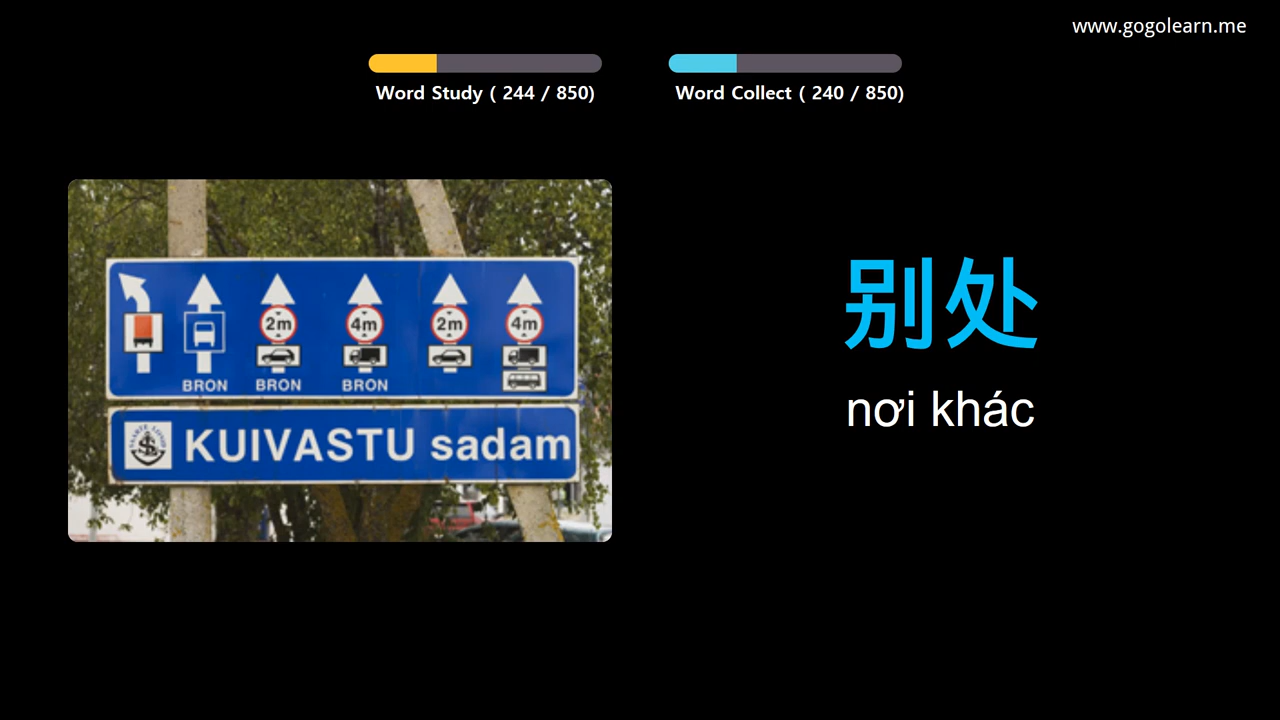 www.gogolearn.me
Word Study ( 244 / 850)
Word Collect ( 240 / 850)
2m 4m 2m 4m
BRON BRON BRON
KUIVASTU sadam
别处
nơi khác